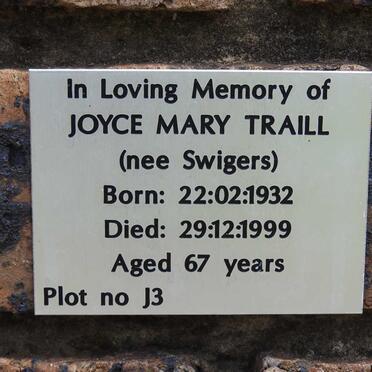 In Loving Memory of
JOYCE MARY TRAILL
(nee Swigers)
Born: 22:02:1932
Died: 29:12:1999
Aged 67 years
Plot no J3